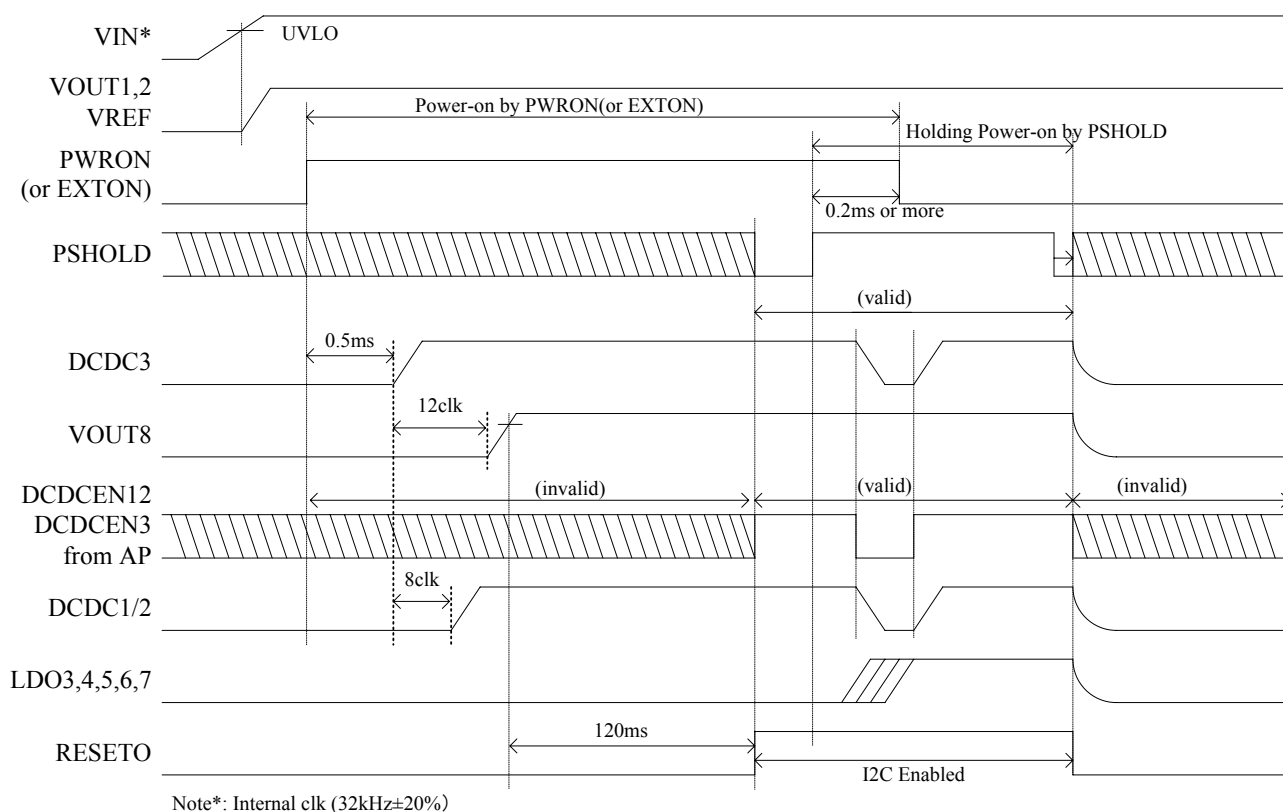 VIN*
UVLO
VOUT1,2
VREF
Power-on by PWRON(or EXTON)
Holding Power-on by PSHOLD
PWRON
(or EXTON)
0.2ms or more
PSHOLD
(valid)
0.5ms
DCDC3
12clk
VOUT8
DCDCEN12
(invalid)
(valid)
(invalid)
DCDCEN3
from AP
8clk
DCDC1/2
LDO3,4,5,6,7
120ms
RESETO
I2C Enabled
Note*: Internal clk (32kHz±20%)